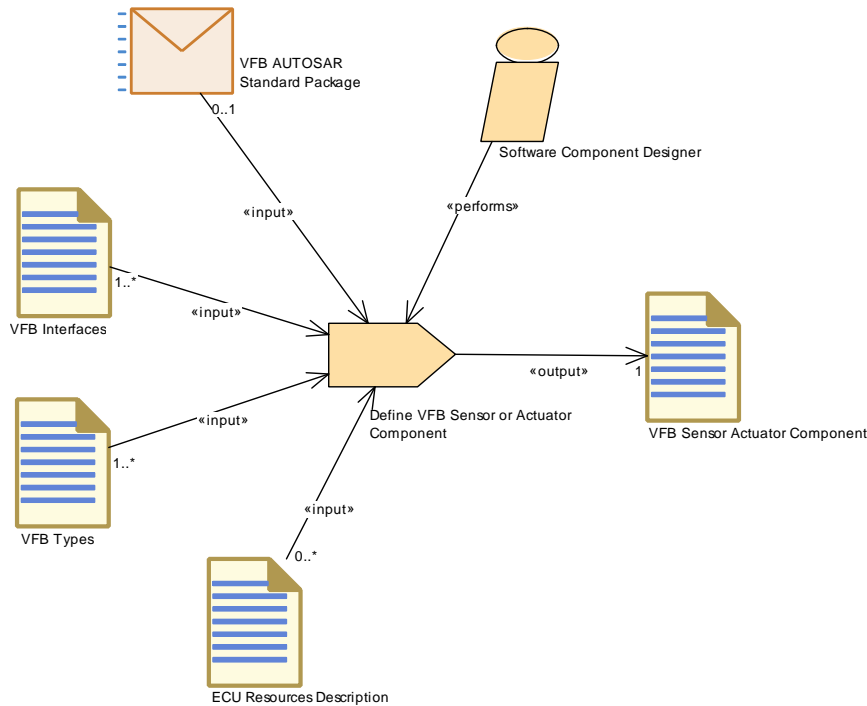 VFB AUTOSAR
Standard Package
0..1
Software Component Designer
«input»
«performs»
1..*
VFB Interfaces
«input»
«output»
1
Define VFB Sensor or Actuator
Component
VFB Sensor Actuator Component
«input»
1..*
VFB Types
«input»
0..*
ECU Resources Description